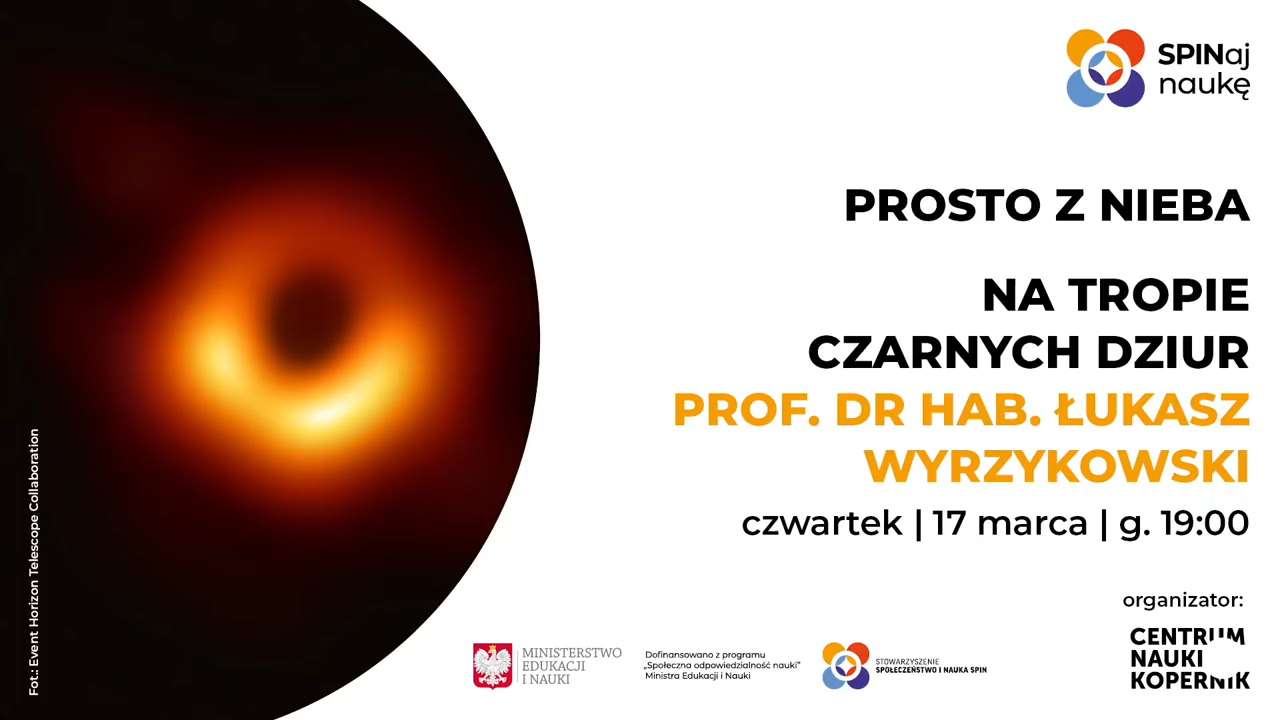 SPINaj
naukę
PROSTO Z NIEBA
NA TROPIE
CZARNYCH DZIUR
PROF. DR HAB. ŁUKASZ
WYRZYKOWSKI
czwartek | 17 marca | g. 19:00
organizator:
CENTRUM
NAUKI
KOPERNIK
MINISTERSTWO
EDUKACJI
I NAUKI
Dofinansowano z programu
„Społeczna odpowiedzialność nauki”
Ministra Edukacji i Nauki
STOWARZYSZENIE
SPOŁECZEŃSTWO I NAUKA SPIN
Fot.: Event Horizon Telescope Collaboration